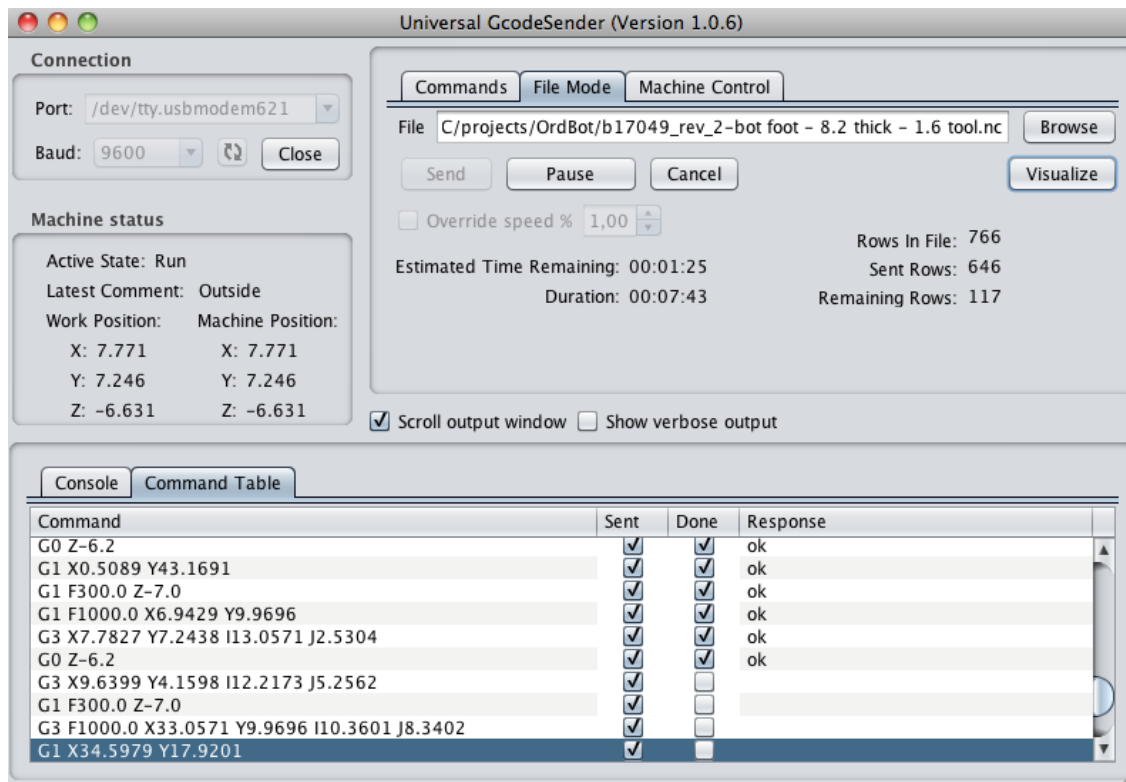 Universal GcodeSender (Version 1.0.6)
Connection
Port: /dev/tty.usbmodem621
Baud: 9600 Close
Machine status
Active State: Run
Latest Comment: Outside
Work Position: Machine Position:
X: 7.771 X: 7.771
Y: 7.246 Y: 7.246
Z: -6.631 Z: -6.631
Commands File Mode Machine Control
File C/projects/OrdBot/b17049_rev_2-bot foot - 8.2 thick - 1.6 tool.nc Browse
Send Pause Cancel Visualize
Override speed % 1,00
Rows In File: 766
Estimated Time Remaining: 00:01:25 Sent Rows: 646
Duration: 00:07:43 Remaining Rows: 117
Scroll output window Show verbose output
Console Command Table
Command Sent Done Response
G0 Z-6.2 ok
G1 X0.5089 Y43.1691 ok
G1 F300.0 Z-7.0 ok
G1 F1000.0 X6.9429 Y9.9696 ok
G3 X7.7827 Y7.2438 I13.0571 J2.5304 ok
G0 Z-6.2 ok
G3 X9.6399 Y4.1598 I12.2173 J5.2562
G1 F300.0 Z-7.0
G3 F1000.0 X33.0571 Y9.9696 I10.3601 J8.3402
G1 X34.5979 Y17.9201